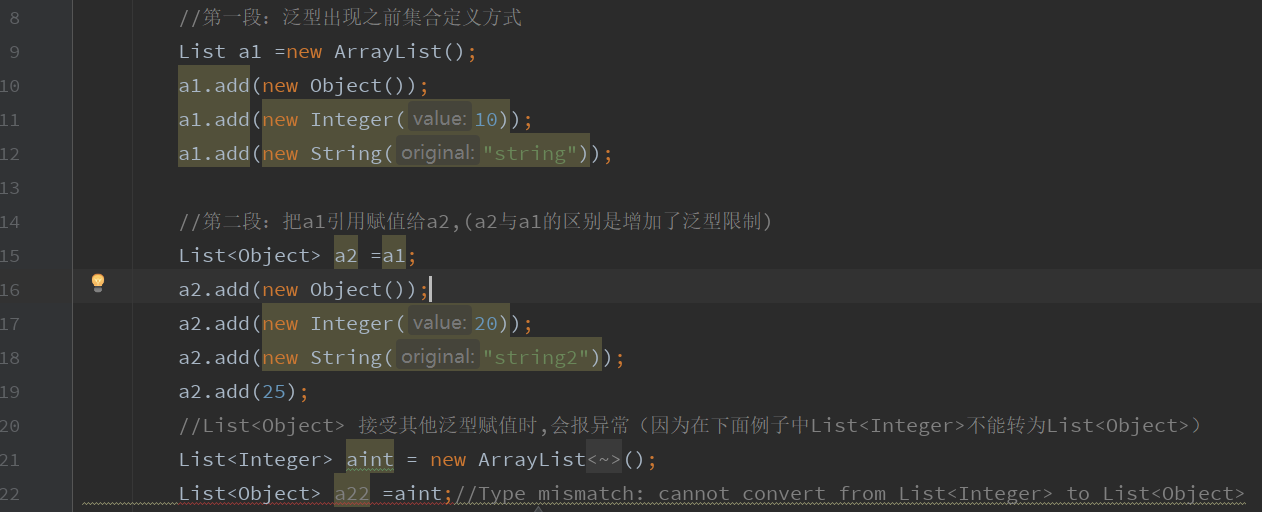 8 //第一段: 泛型出现之前集合定义方式
9 List a1 =new ArrayList();
10 a1.add(new Object());
11 a1.add(new Integer( value: 10));
12 a1.add(new String( original: "string"));
13
14 //第二段: 把a1引用赋值给a2,(a2与a1的区别是增加了泛型限制)
15 List<Object> a2 =a1;
16 a2.add(new Object());
17 a2.add(new Integer( value: 20));
18 a2.add(new String( original: "string2"));
19 a2.add(25);
20 //List<Object> 接受其他泛型赋值时,会报异常（因为在下面例子中List<Integer>不能转为List<Object>）
21 List<Integer> aint = new ArrayList<~>();
22 List<Object> a22 =aint;//Type mismatch: cannot convert from List<Integer> to List<Object>